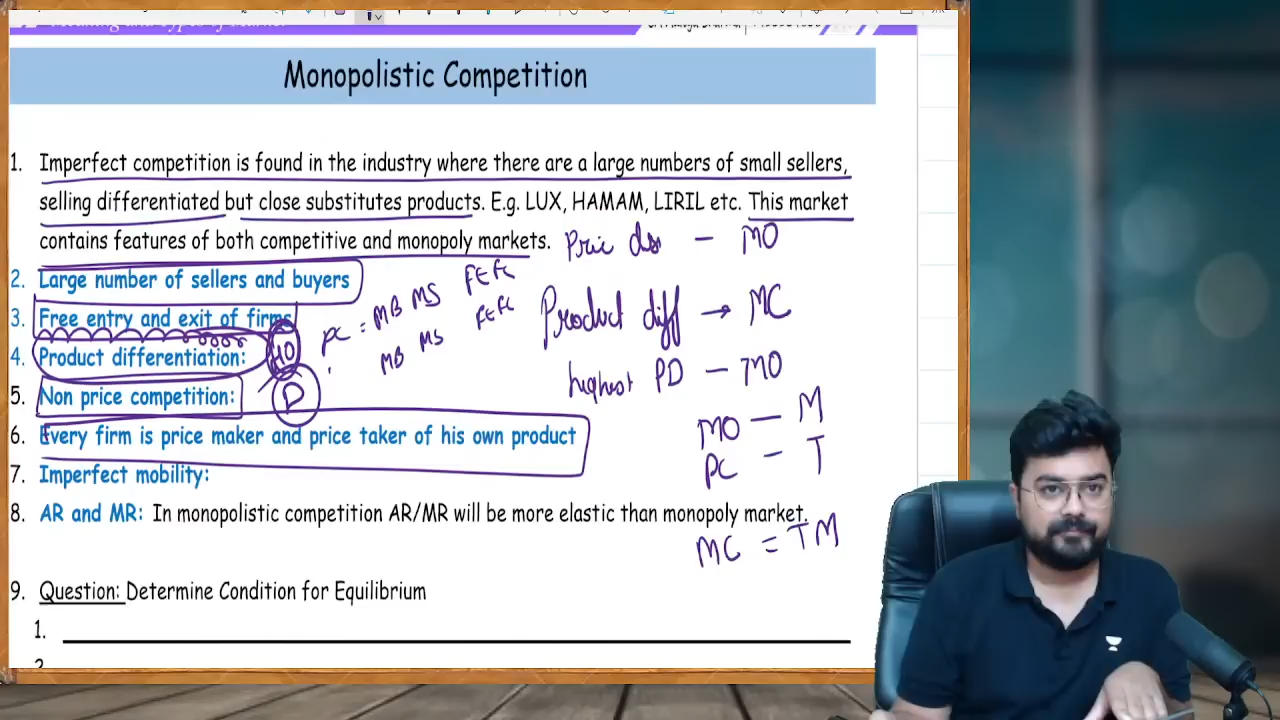 Monopolistic Competition
1. Imperfect competition is found in the industry where there are a large numbers of small sellers,
selling differentiated but close substitutes products. E.g. LUX, HAMAM, LIRIL etc. This market
contains features of both competitive and monopoly markets.
Pric dis – MO
2. Large number of sellers and buyers
FEFC
3. Free entry and exit of firms
PC = MB MS
FEFC
Product diff → MC
4. Product differentiation:
MO
MB MS
highest PD – MO
5. Non price competition:
P
MO – M
6. Every firm is price maker and price taker of his own product
PC – T
7. Imperfect mobility:
8. AR and MR: In monopolistic competition AR/MR will be more elastic than monopoly market.
MC = TM
9. Question: Determine Condition for Equilibrium
1.
2